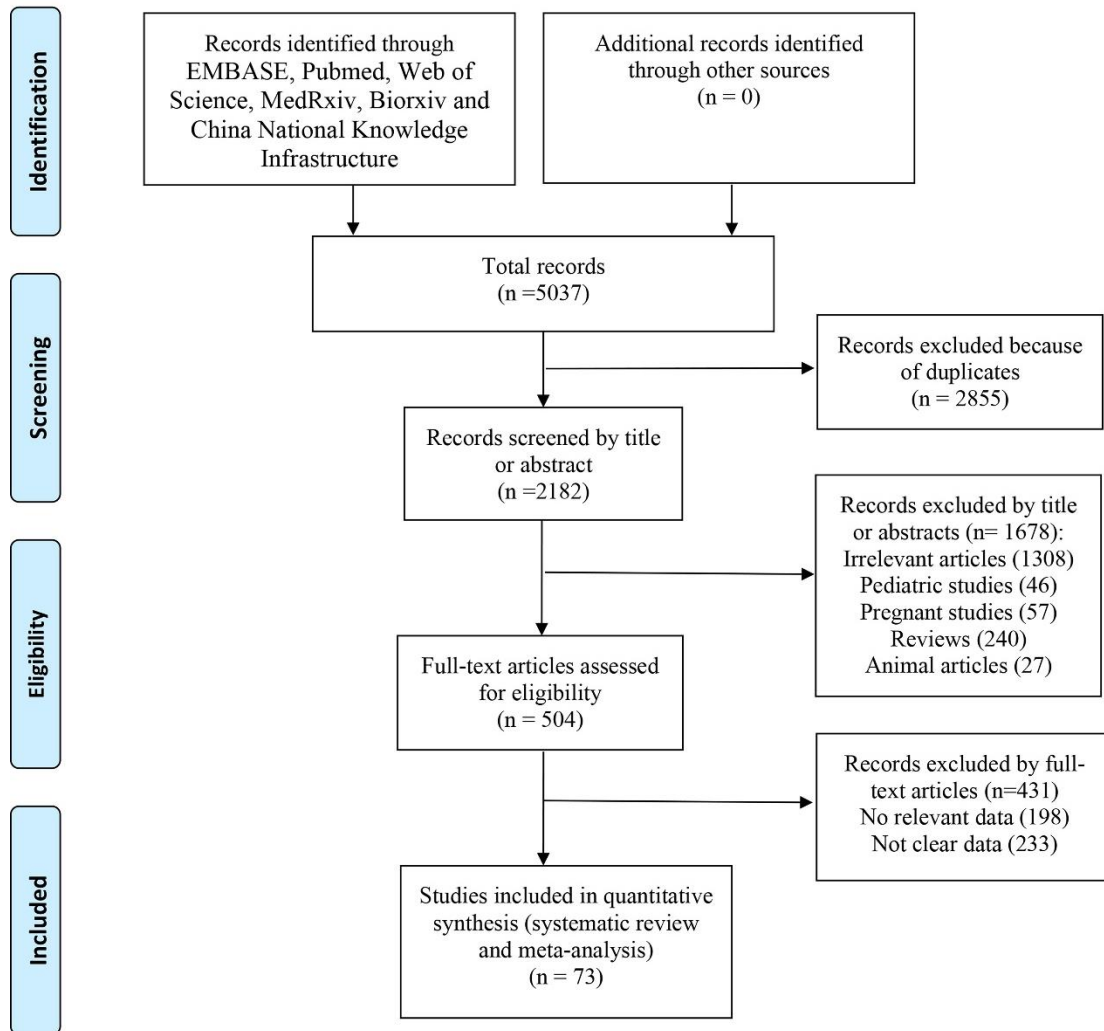 Identification
Records identified through
EMBASE, Pubmed, Web of
Science, MedRxiv, Biorxiv and
China National Knowledge
Infrastructure
Additional records identified
through other sources
(n = 0)
Total records
(n =5037)
Screening
Records excluded because
of duplicates
(n = 2855)
Records screened by title
or abstract
(n =2182)
Records excluded by title
or abstracts (n= 1678):
Irrelevant articles (1308)
Pediatric studies (46)
Pregnant studies (57)
Reviews (240)
Animal articles (27)
Eligibility
Full-text articles assessed
for eligibility
(n = 504)
Records excluded by full-
text articles (n=431)
No relevant data (198)
Not clear data (233)
Included
Studies included in quantitative
synthesis (systematic review
and meta-analysis)
(n = 73)